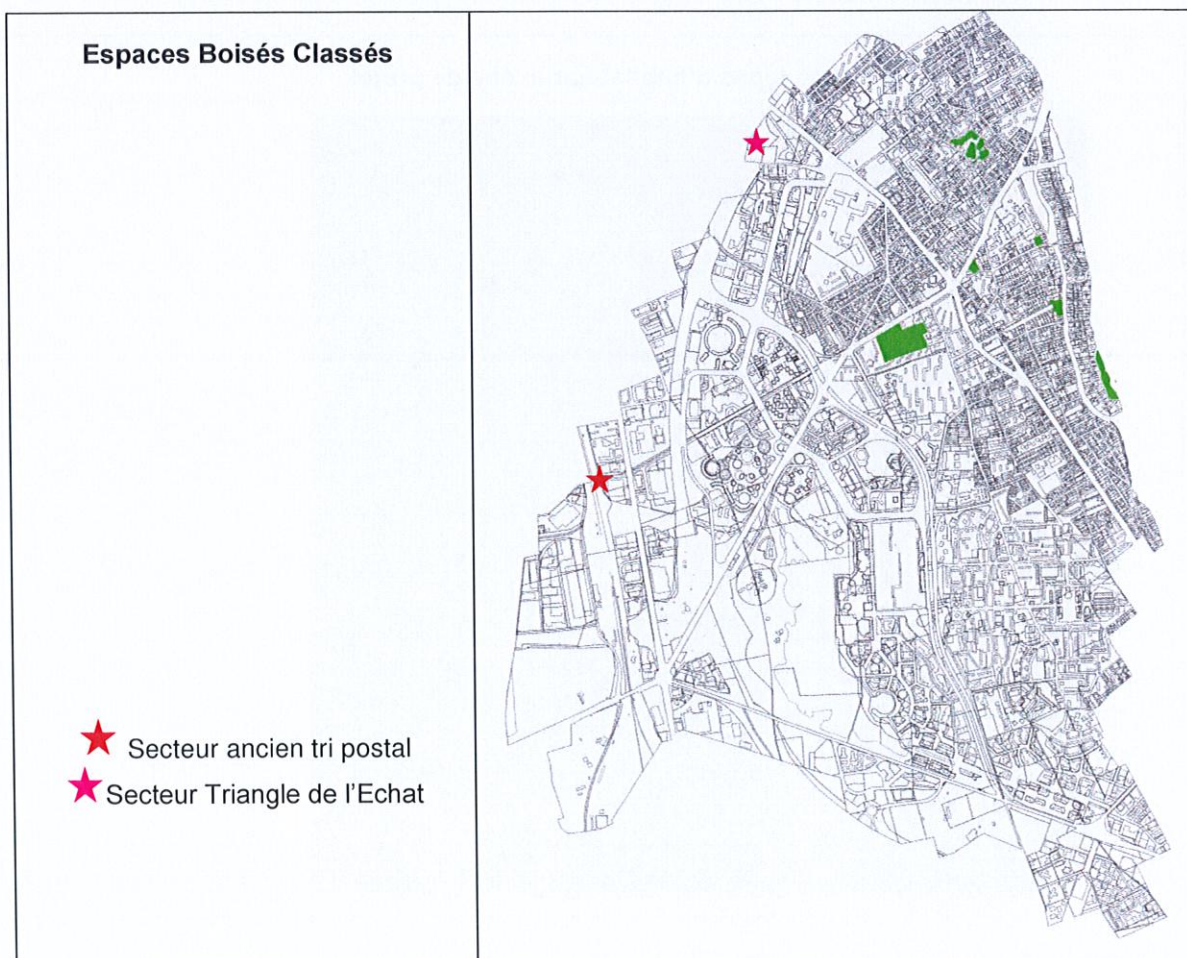 Espaces Boisés Classés
Secteur ancien tri postal
Secteur Triangle de l'Echat